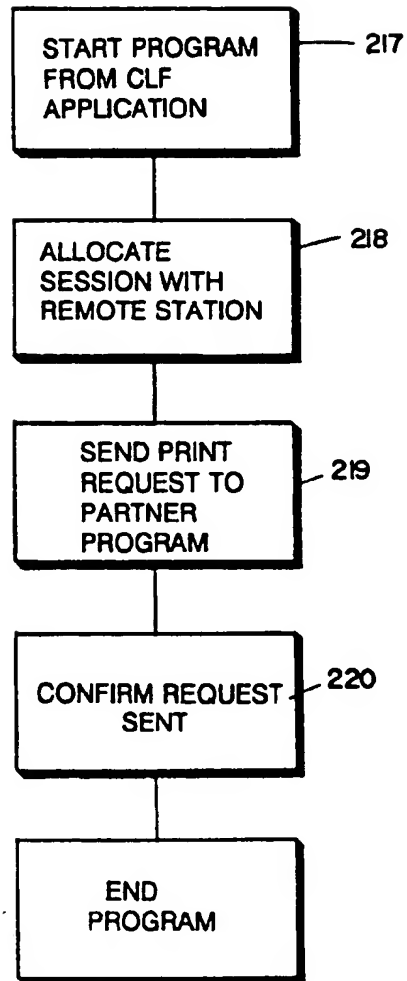 START PROGRAM
FROM CLF
APPLICATION
217
ALLOCATE
SESSION WITH
REMOTE STATION
218
SEND PRINT
REQUEST TO
PARTNER
PROGRAM
219
CONFIRM REQUEST
SENT
220
END
PROGRAM